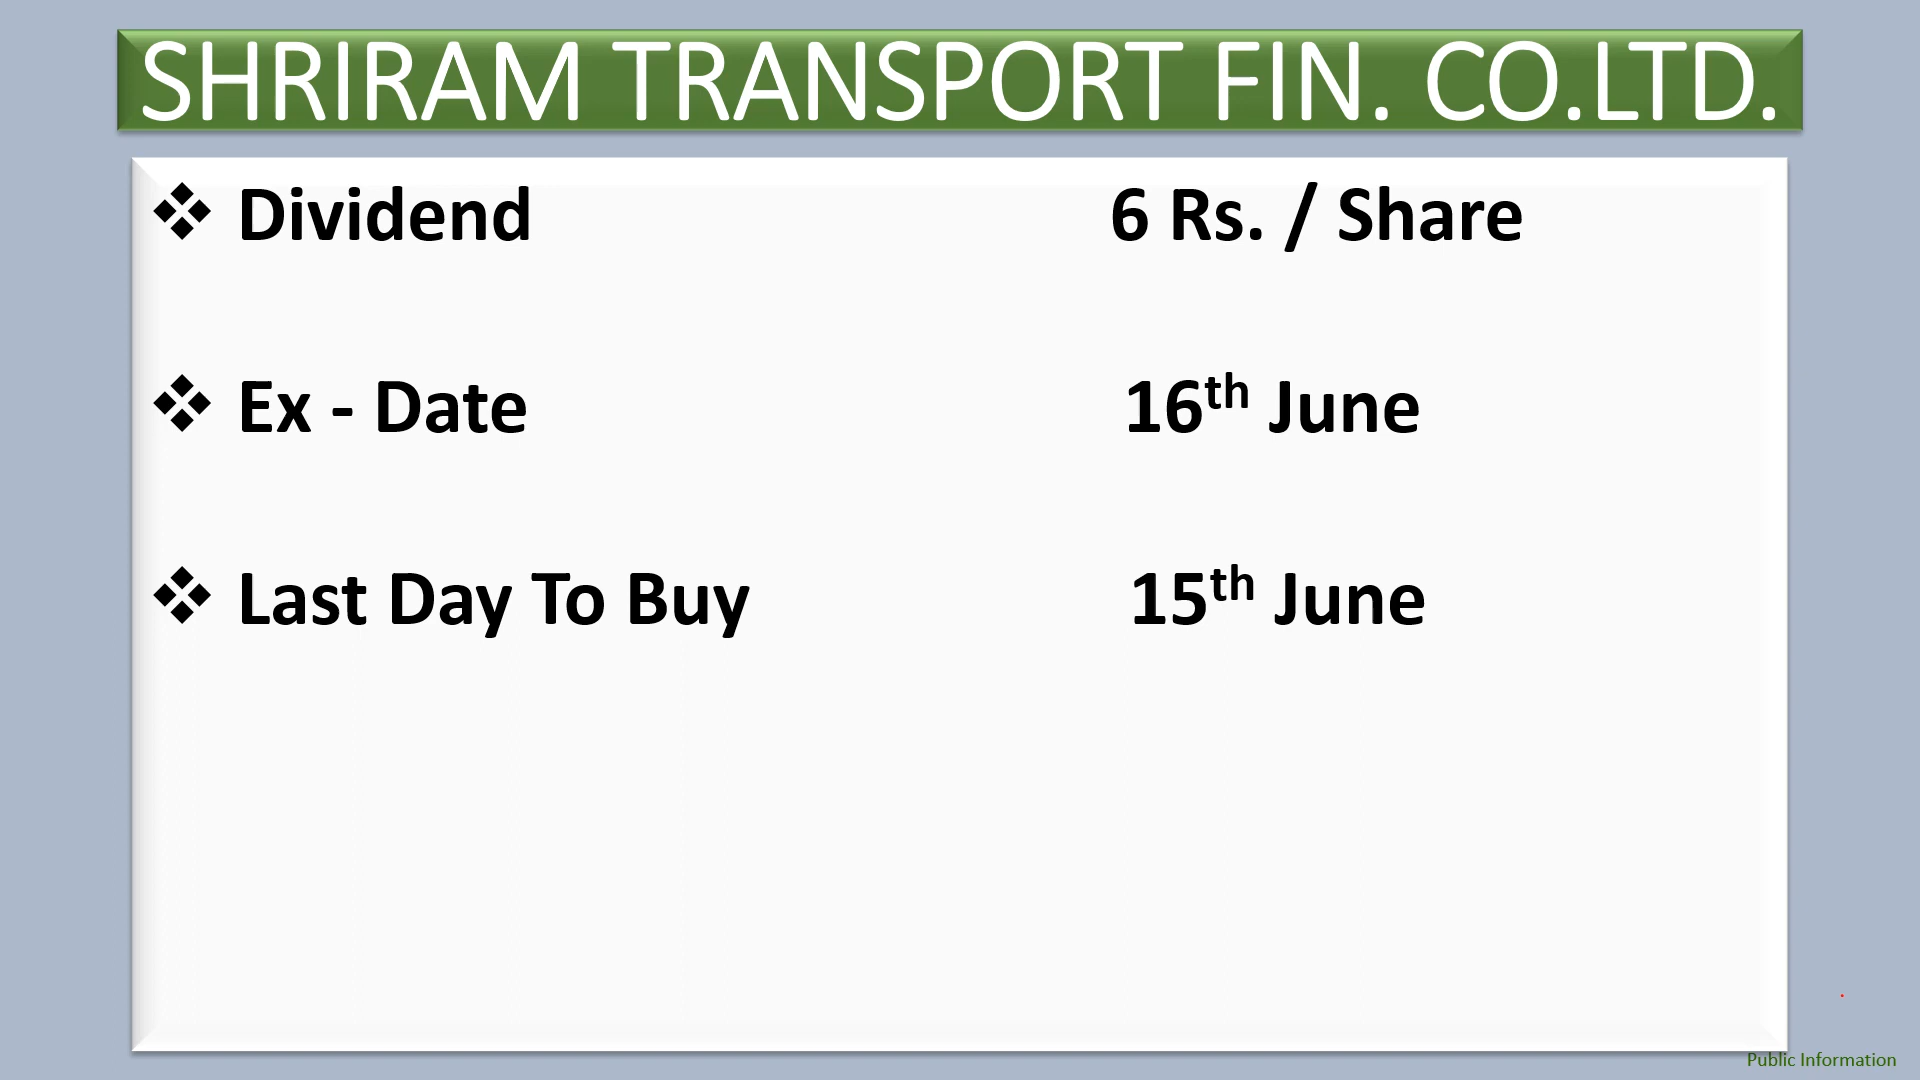 SHRIRAM TRANSPORT FIN. CO.LTD.
❖ Dividend 6 Rs. / Share
❖ Ex - Date 16th June
❖ Last Day To Buy 15th June
Public Information